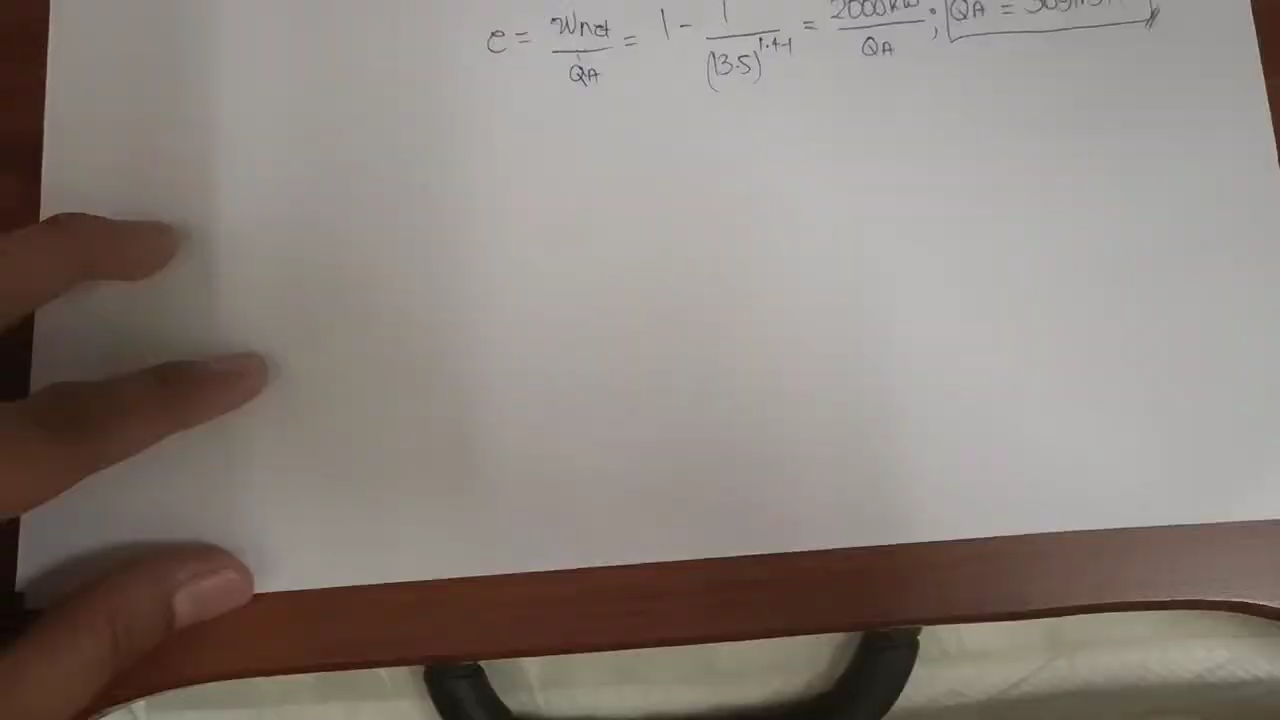 e = Wnet / QA = 1 - 1 / (13.5)^1.4-1 = 2000kW / QA ; QA =